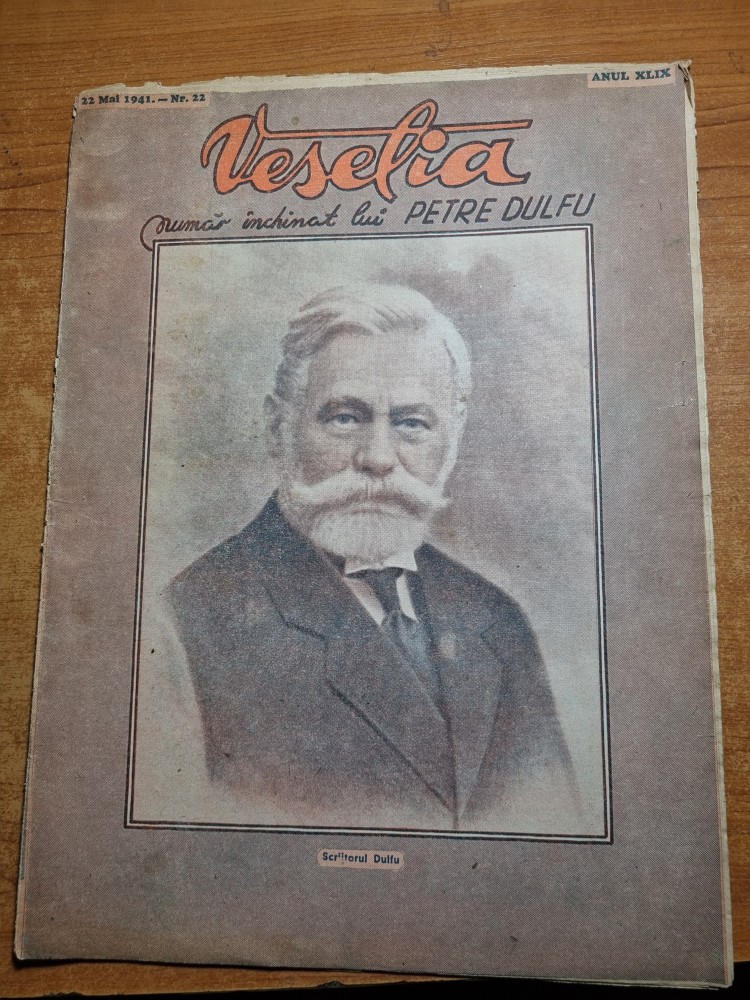 22 Mai 1941. — Nr. 22
ANUL XLIX
Veselia
Număr închinat lui PETRE DULFU
Scriitorul Dulfu